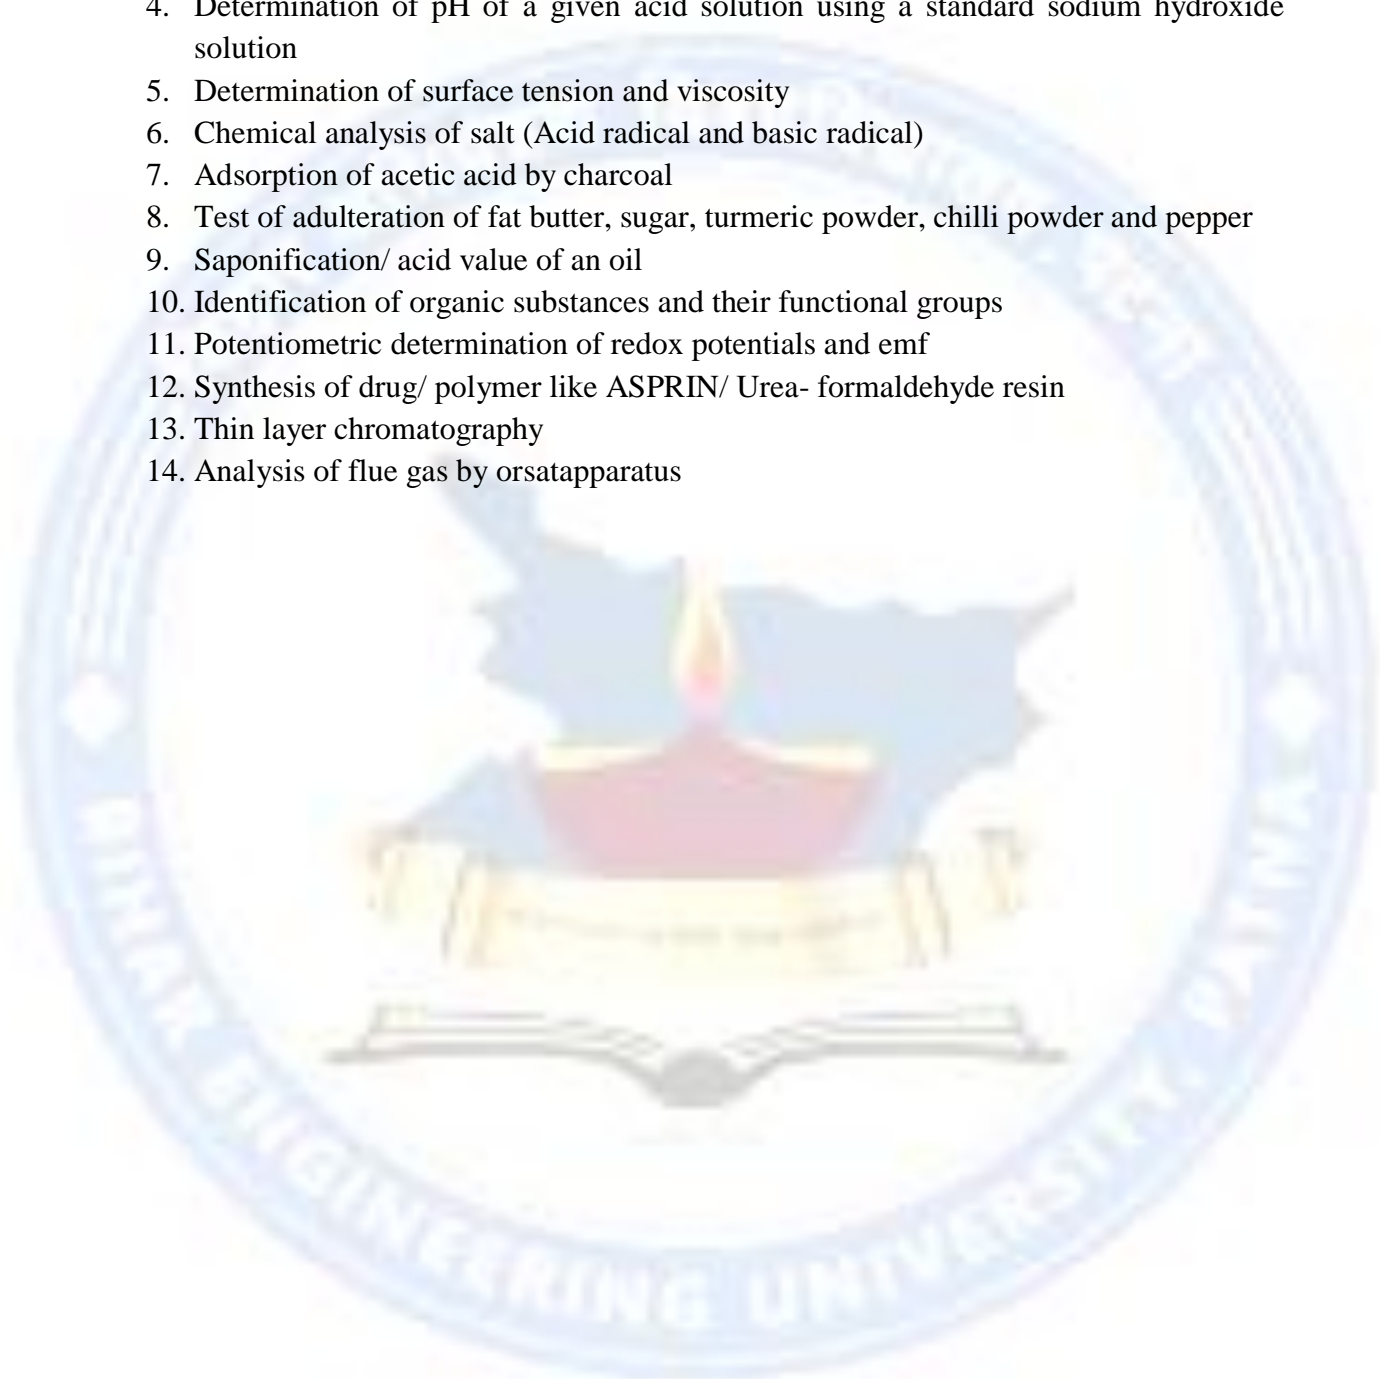 4. Determination of pH of a given acid solution using a standard sodium hydroxide
solution
5. Determination of surface tension and viscosity
6. Chemical analysis of salt (Acid radical and basic radical)
7. Adsorption of acetic acid by charcoal
8. Test of adulteration of fat butter, sugar, turmeric powder, chilli powder and pepper
9. Saponification/ acid value of an oil
10. Identification of organic substances and their functional groups
11. Potentiometric determination of redox potentials and emf
12. Synthesis of drug/ polymer like ASPRIN/ Urea- formaldehyde resin
13. Thin layer chromatography
14. Analysis of flue gas by orsatapparatus
BIHAR ENGINEERING UNIVERSITY, PATNA